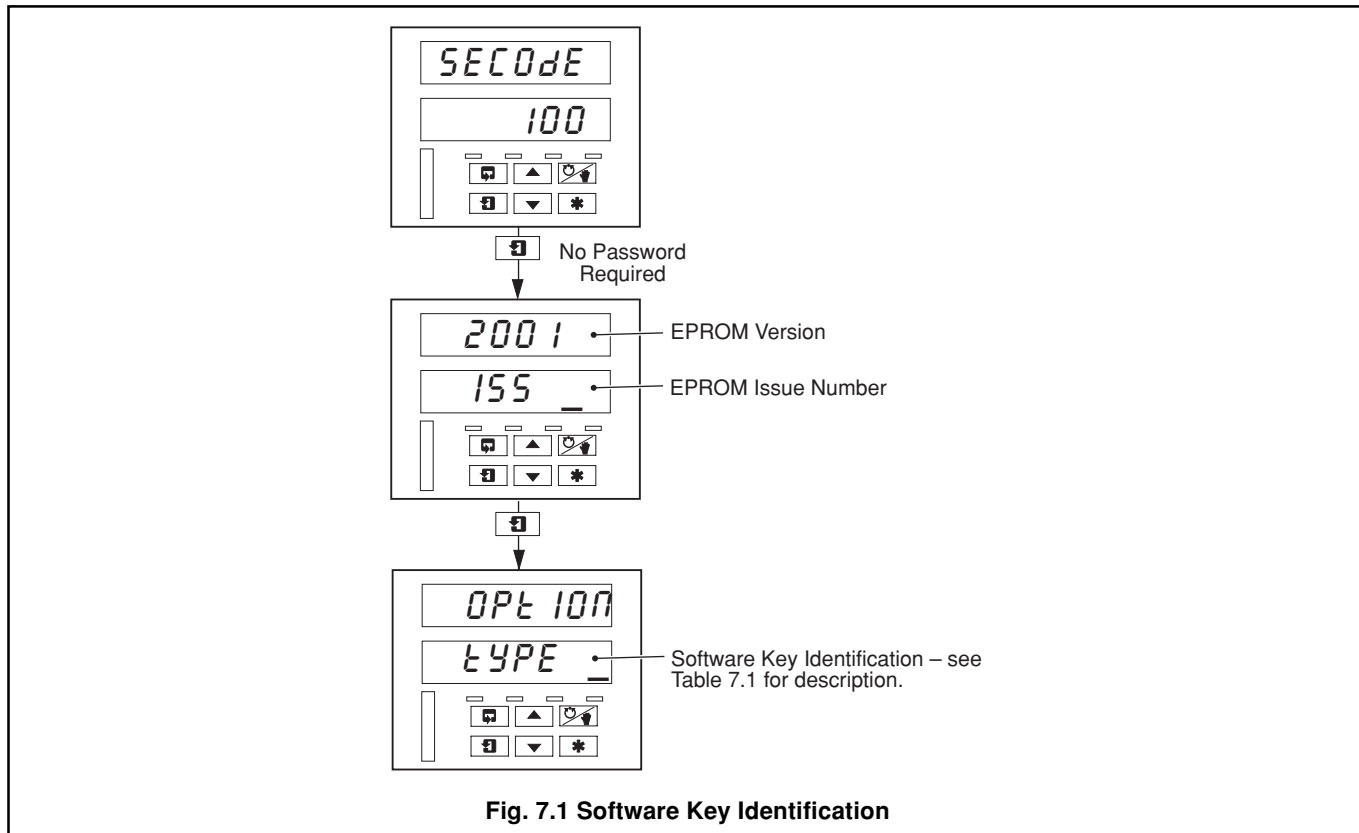 SECOdE
100
No Password
Required
2001
EPROM Version
ISS _
EPROM Issue Number
OPtION
tYPE _
Software Key Identification – see
Table 7.1 for description.
Fig. 7.1 Software Key Identification